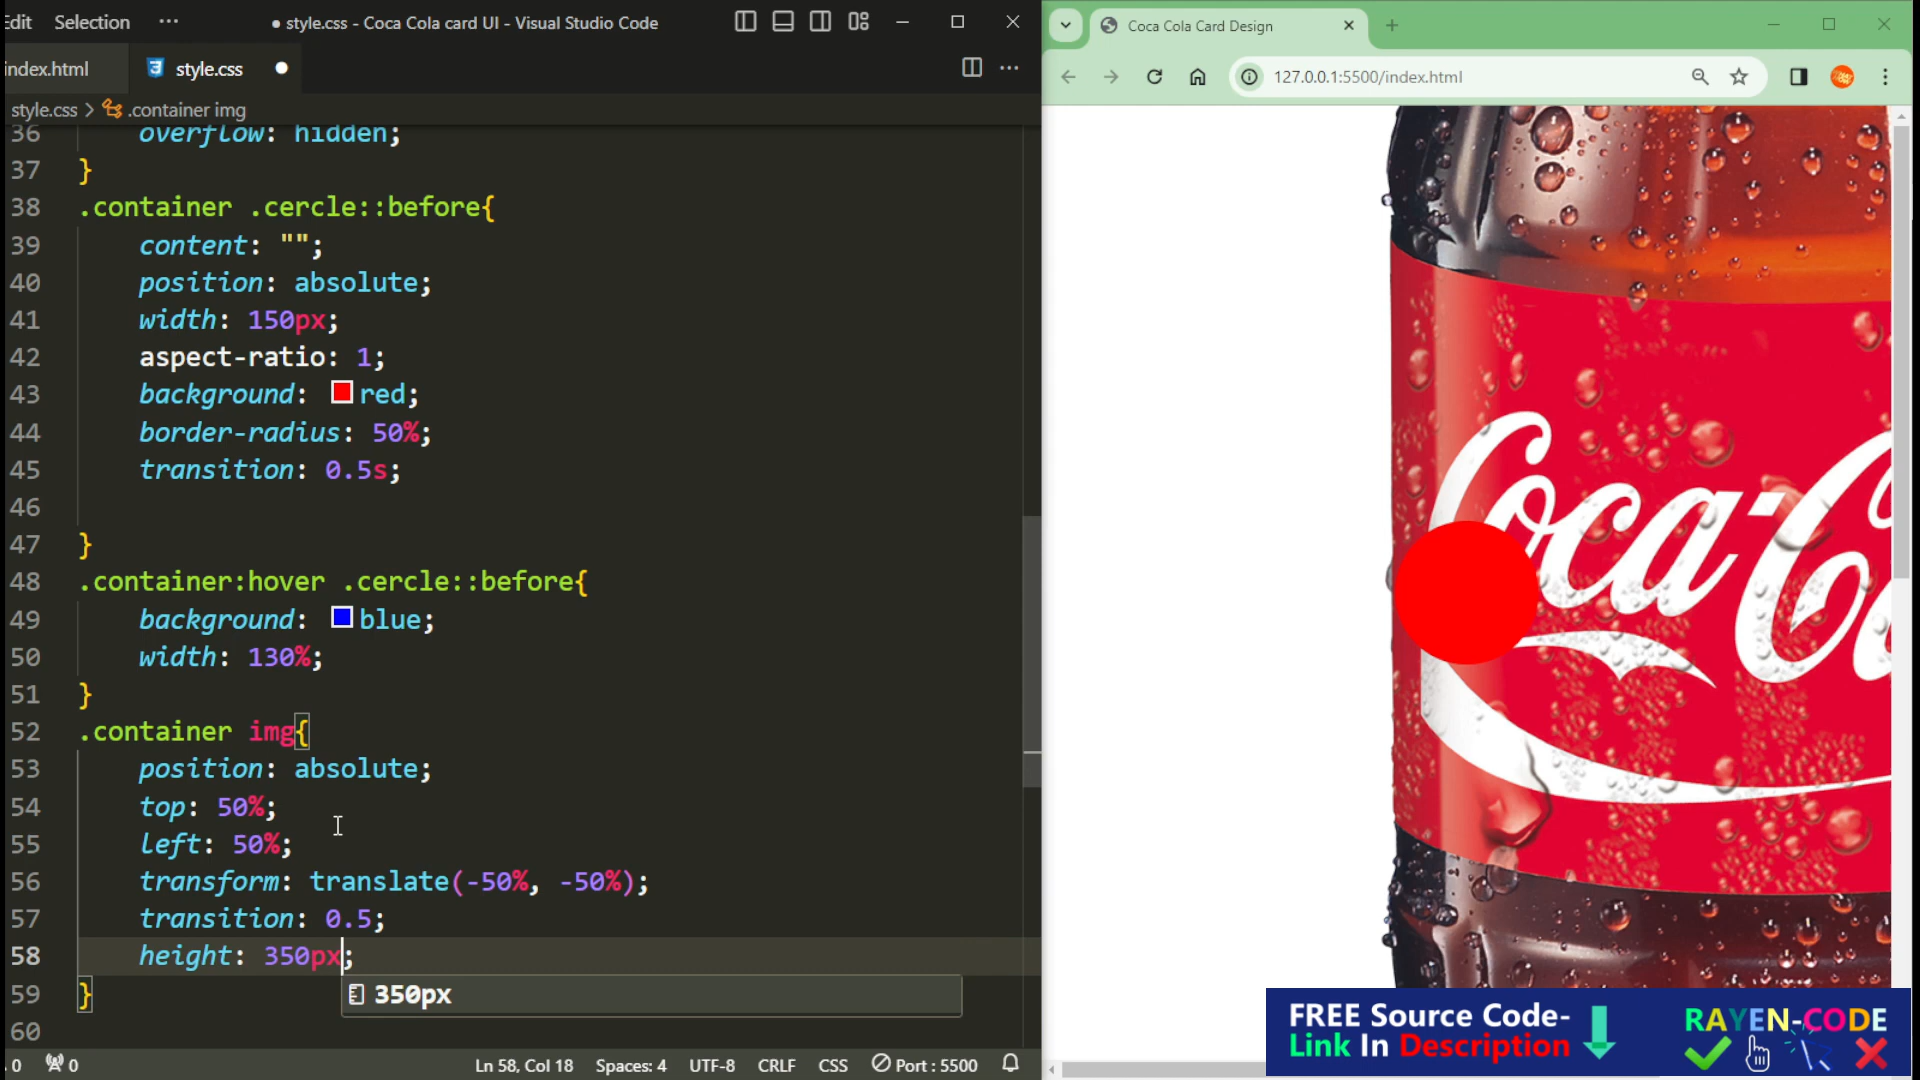 Edit Selection ··· ● style.css - Coca Cola card UI - Visual Studio Code
index.html style.css
style.css > .container img
36 overflow: hidden;
37 }
38 .container .cercle::before{
39 content: "";
40 position: absolute;
41 width: 150px;
42 aspect-ratio: 1;
43 background: red;
44 border-radius: 50%;
45 transition: 0.5s;
46
47 }
48 .container:hover .cercle::before{
49 background: blue;
50 width: 130%;
51 }
52 .container img{
53 position: absolute;
54 top: 50%;
55 left: 50%;
56 transform: translate(-50%, -50%);
57 transition: 0.5;
58 height: 350px;
350px
59 }
60
0 0 Ln 58, Col 18 Spaces: 4 UTF-8 CRLF CSS Port : 5500
Coca Cola Card Design
127.0.0.1:5500/index.html
Coca-Co
FREE Source Code-
Link In Description
RAYEN-CODE